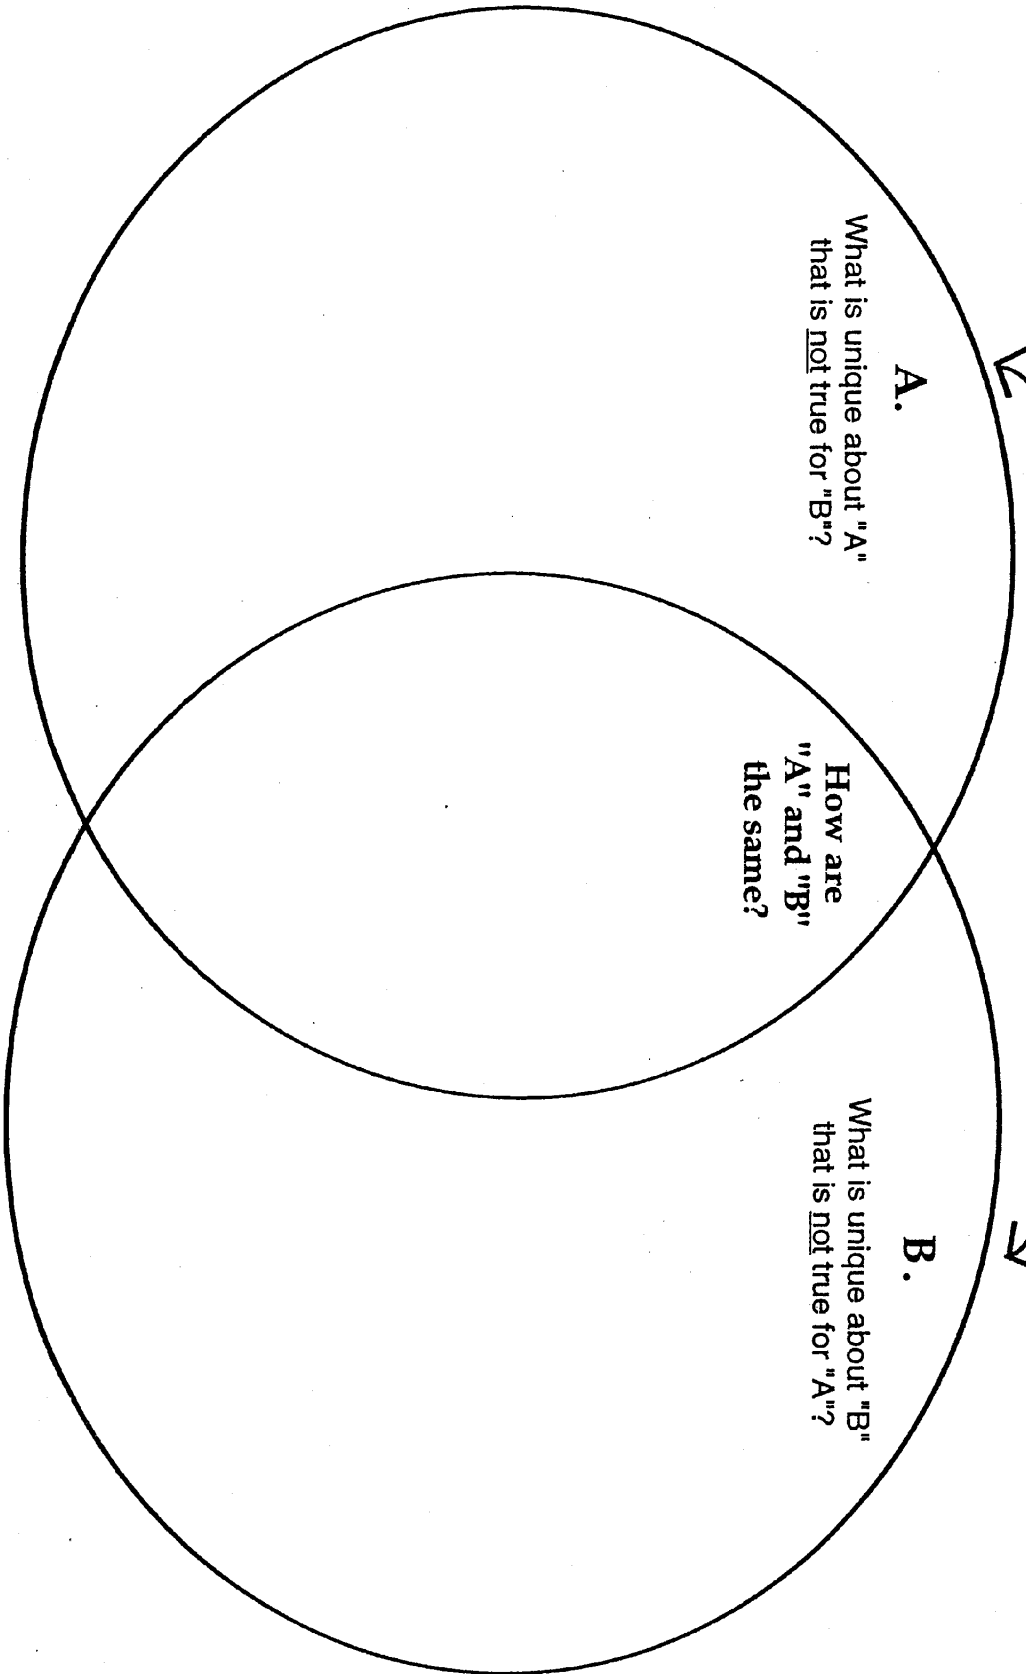 A.
What is unique about "A"
that is not true for "B"?
How are
"A" and "B"
the same?
B.
What is unique about "B"
that is not true for "A"?